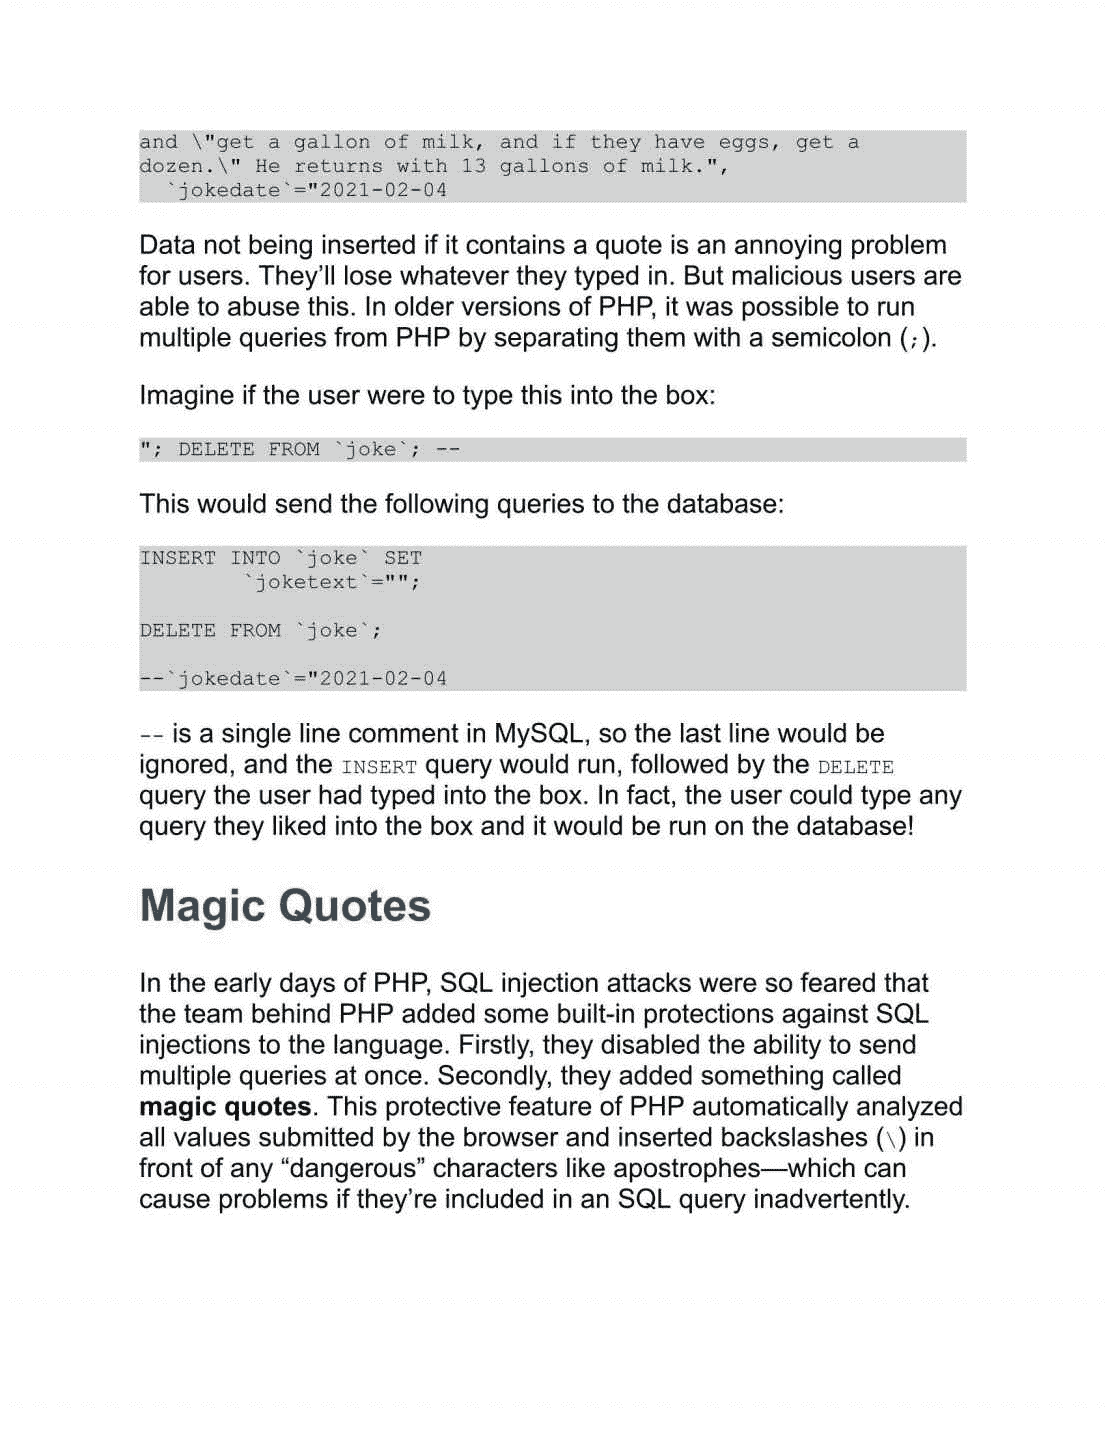 and \"get a gallon of milk, and if they have eggs, get a
dozen.\" He returns with 13 gallons of milk.",
  `jokedate`="2021-02-04
Data not being inserted if it contains a quote is an annoying problem
for users. They’ll lose whatever they typed in. But malicious users are
able to abuse this. In older versions of PHP, it was possible to run
multiple queries from PHP by separating them with a semicolon (;).
Imagine if the user were to type this into the box:
"; DELETE FROM `joke`; --
This would send the following queries to the database:
INSERT INTO `joke` SET
        `joketext`="";
DELETE FROM `joke`;
--`jokedate`="2021-02-04
-- is a single line comment in MySQL, so the last line would be
ignored, and the INSERT query would run, followed by the DELETE
query the user had typed into the box. In fact, the user could type any
query they liked into the box and it would be run on the database!
Magic Quotes
In the early days of PHP, SQL injection attacks were so feared that
the team behind PHP added some built-in protections against SQL
injections to the language. Firstly, they disabled the ability to send
multiple queries at once. Secondly, they added something called
magic quotes. This protective feature of PHP automatically analyzed
all values submitted by the browser and inserted backslashes (\) in
front of any “dangerous” characters like apostrophes—which can
cause problems if they’re included in an SQL query inadvertently.